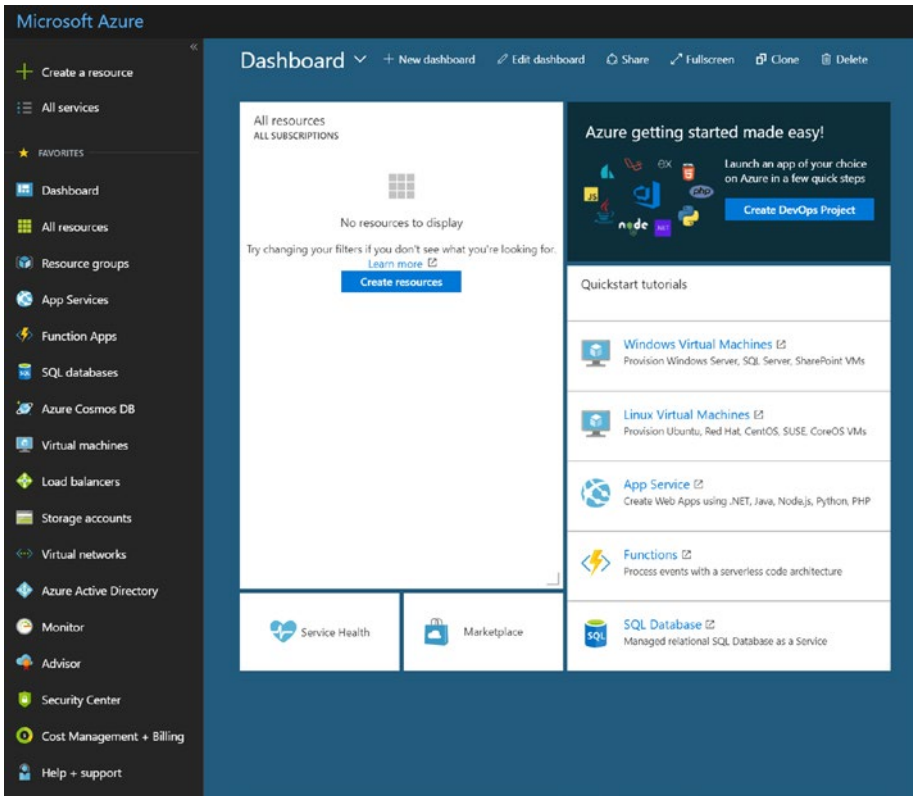 Microsoft Azure
«
Create a resource
All services
FAVORITES
Dashboard
All resources
Resource groups
App Services
Function Apps
SQL databases
Azure Cosmos DB
Virtual machines
Load balancers
Storage accounts
Virtual networks
Azure Active Directory
Monitor
Advisor
Security Center
Cost Management + Billing
Help + support
Dashboard
+ New dashboard
Edit dashboard
Share
Fullscreen
Clone
Delete
All resources
ALL SUBSCRIPTIONS
No resources to display
Try changing your filters if you don't see what you're looking for.
Learn more
Create resources
Service Health
Marketplace
Azure getting started made easy!
ex
JS
php
node
.NET
Launch an app of your choice
on Azure in a few quick steps
Create DevOps Project
Quickstart tutorials
Windows Virtual Machines
Provision Windows Server, SQL Server, SharePoint VMs
Linux Virtual Machines
Provision Ubuntu, Red Hat, CentOS, SUSE, CoreOS VMs
App Service
Create Web Apps using .NET, Java, Node.js, Python, PHP
Functions
Process events with a serverless code architecture
SQL
SQL Database
Managed relational SQL Database as a Service